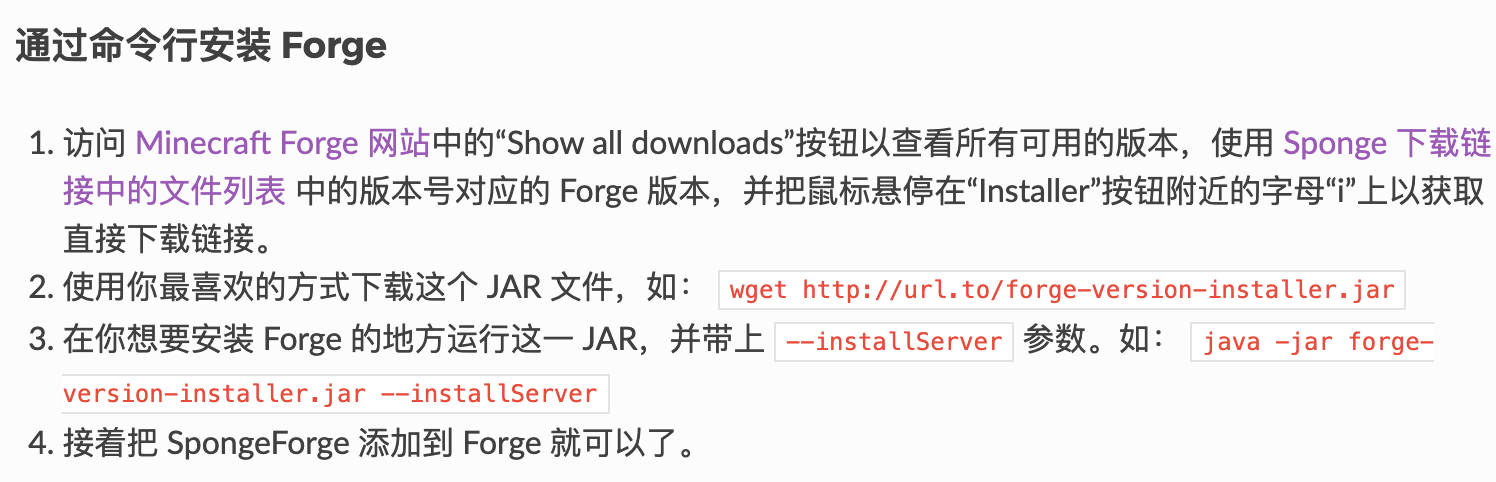 通过命令行安装 Forge
1. 访问 Minecraft Forge 网站中的“Show all downloads”按钮以查看所有可用的版本，使用 Sponge 下载链
接中的文件列表 中的版本号对应的 Forge 版本，并把鼠标悬停在“Installer”按钮附近的字母“i”上以获取
直接下载链接。
2. 使用你最喜欢的方式下载这个 JAR 文件，如： wget http://url.to/forge-version-installer.jar
3. 在你想要安装 Forge 的地方运行这一 JAR，并带上 --installServer 参数。如： java -jar forge-
version-installer.jar --installServer
4. 接着把 SpongeForge 添加到 Forge 就可以了。